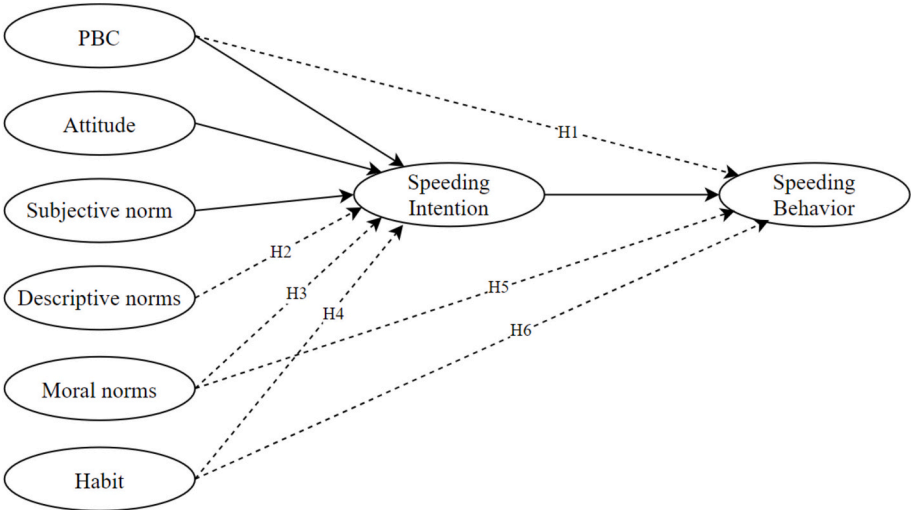 PBC
H1
Attitude
Speeding
Intention
Speeding
Behavior
Subjective norm
H2
Descriptive norms
H3
H4
H5
H6
Moral norms
Habit